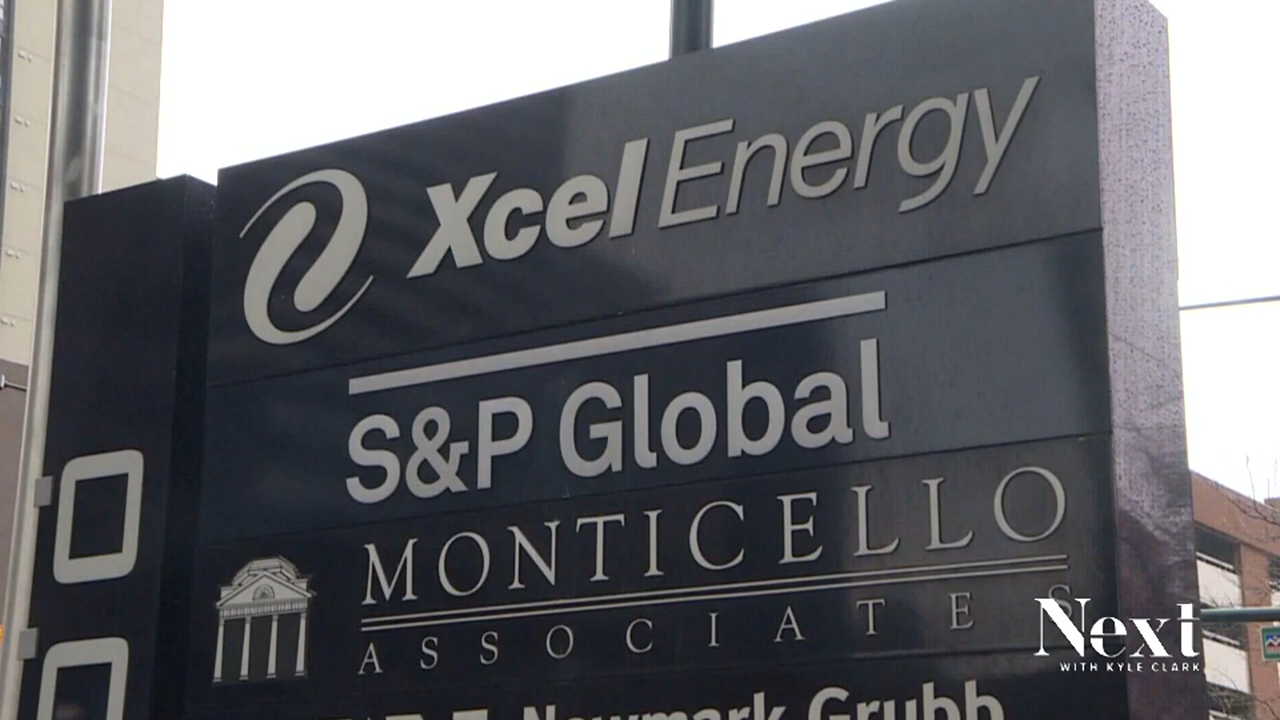 Xcel Energy
S&P Global
MONTICELLO
ASSOCIATES
Newmark Grubb
Next
WITH KYLE CLARK